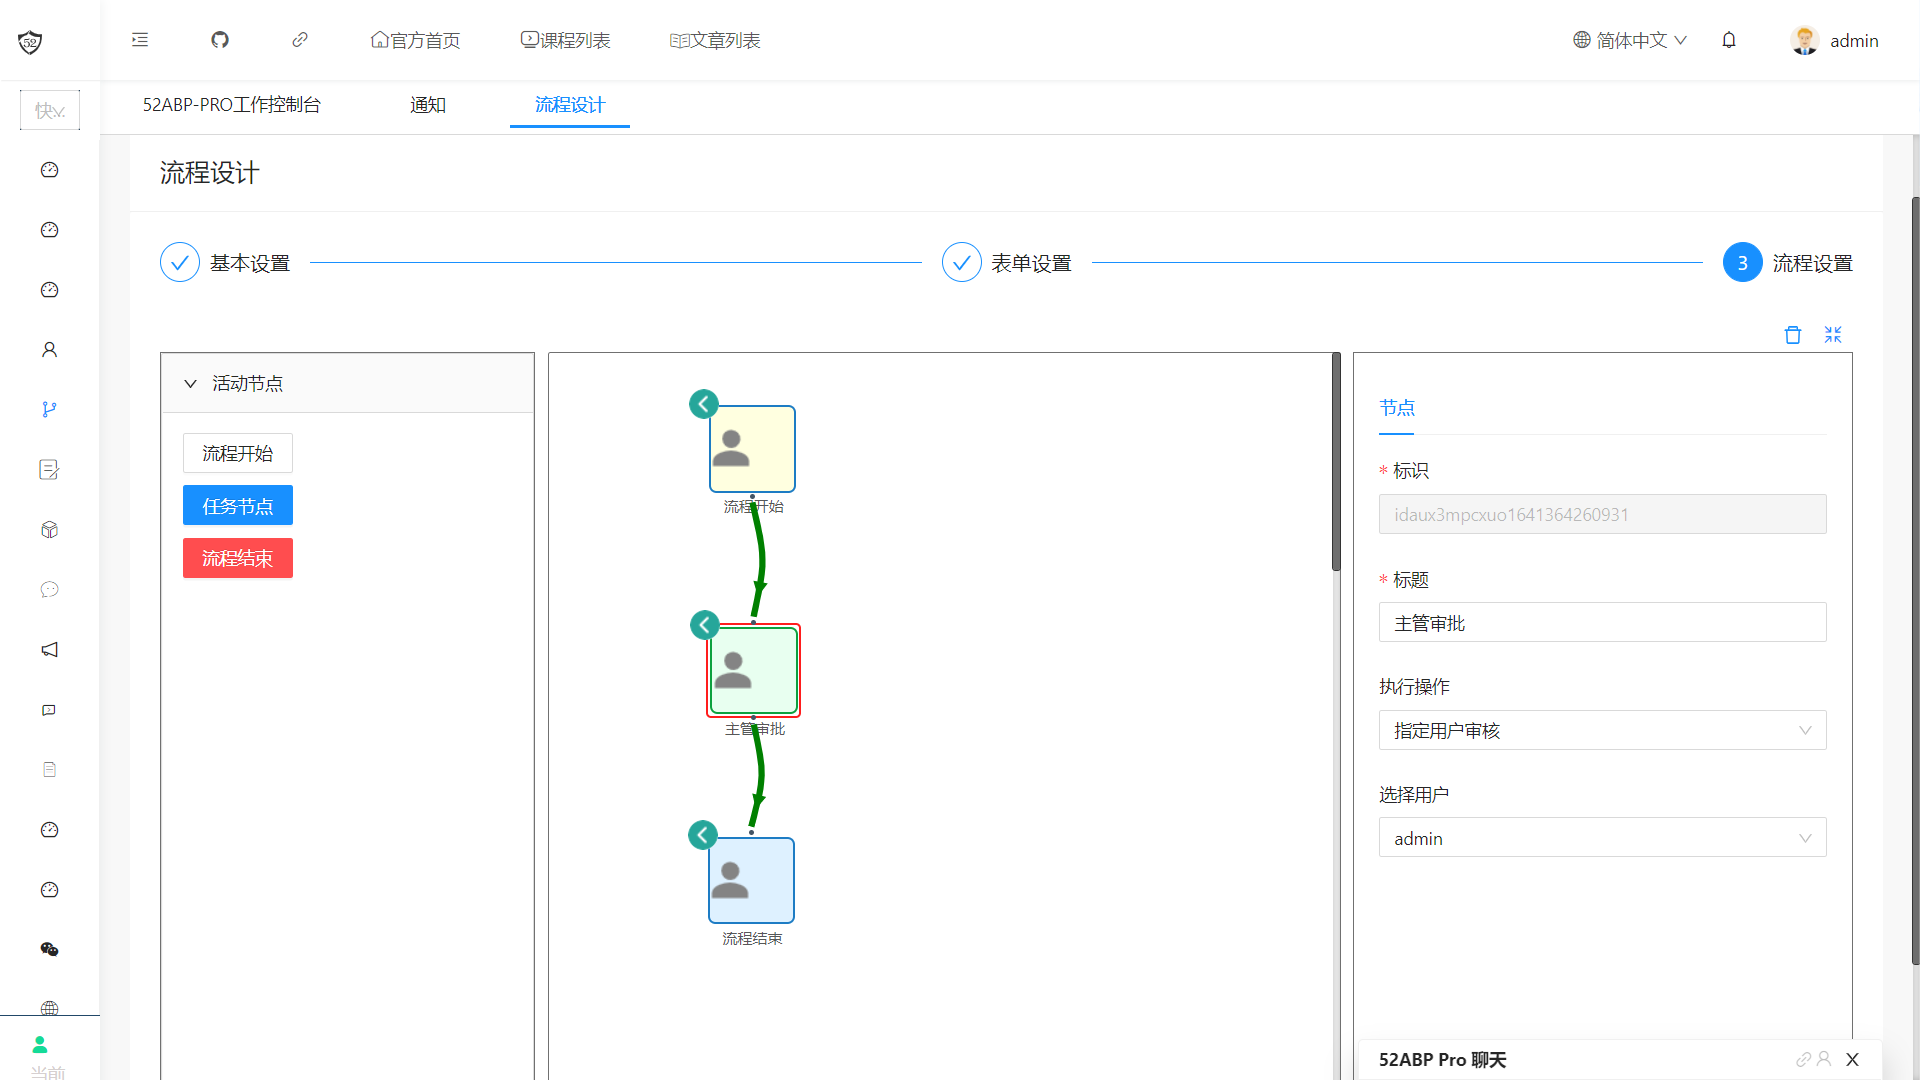 52
官方首页
课程列表
文章列表
简体中文
admin
快
52ABP-PRO工作控制台
通知
流程设计
流程设计
基本设置
表单设置
3
流程设置
活动节点
流程开始
任务节点
流程结束
流程开始
主管审批
流程结束
节点
* 标识
idaux3mpcxuo1641364260931
* 标题
主管审批
执行操作
指定用户审核
选择用户
admin
当前
52ABP Pro 聊天
X